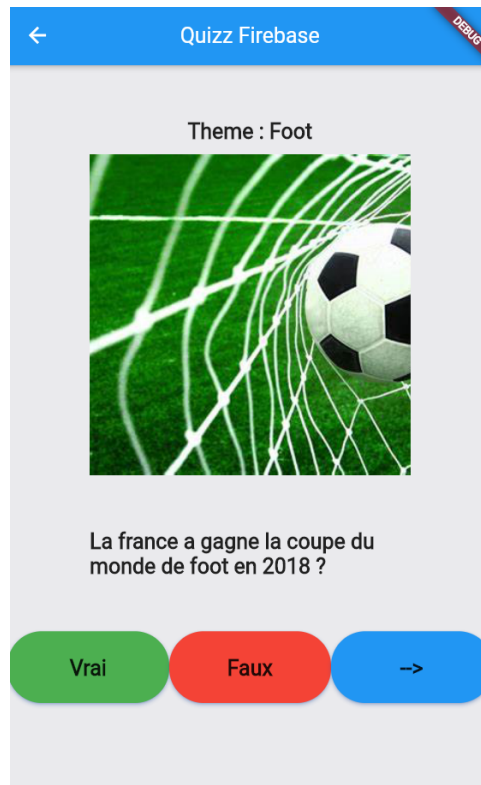 Quizz Firebase
DEBUG
Theme : Foot
La france a gagne la coupe du
monde de foot en 2018 ?
Vrai
Faux
-->